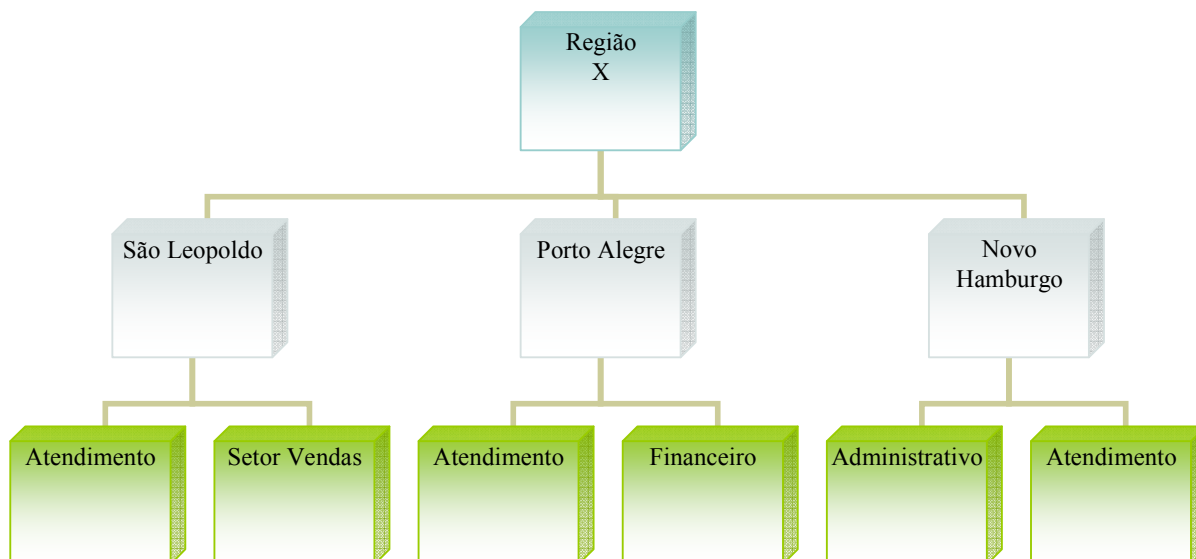 Região
X
São Leopoldo
Porto Alegre
Novo
Hamburgo
Atendimento
Setor Vendas
Atendimento
Financeiro
Administrativo
Atendimento